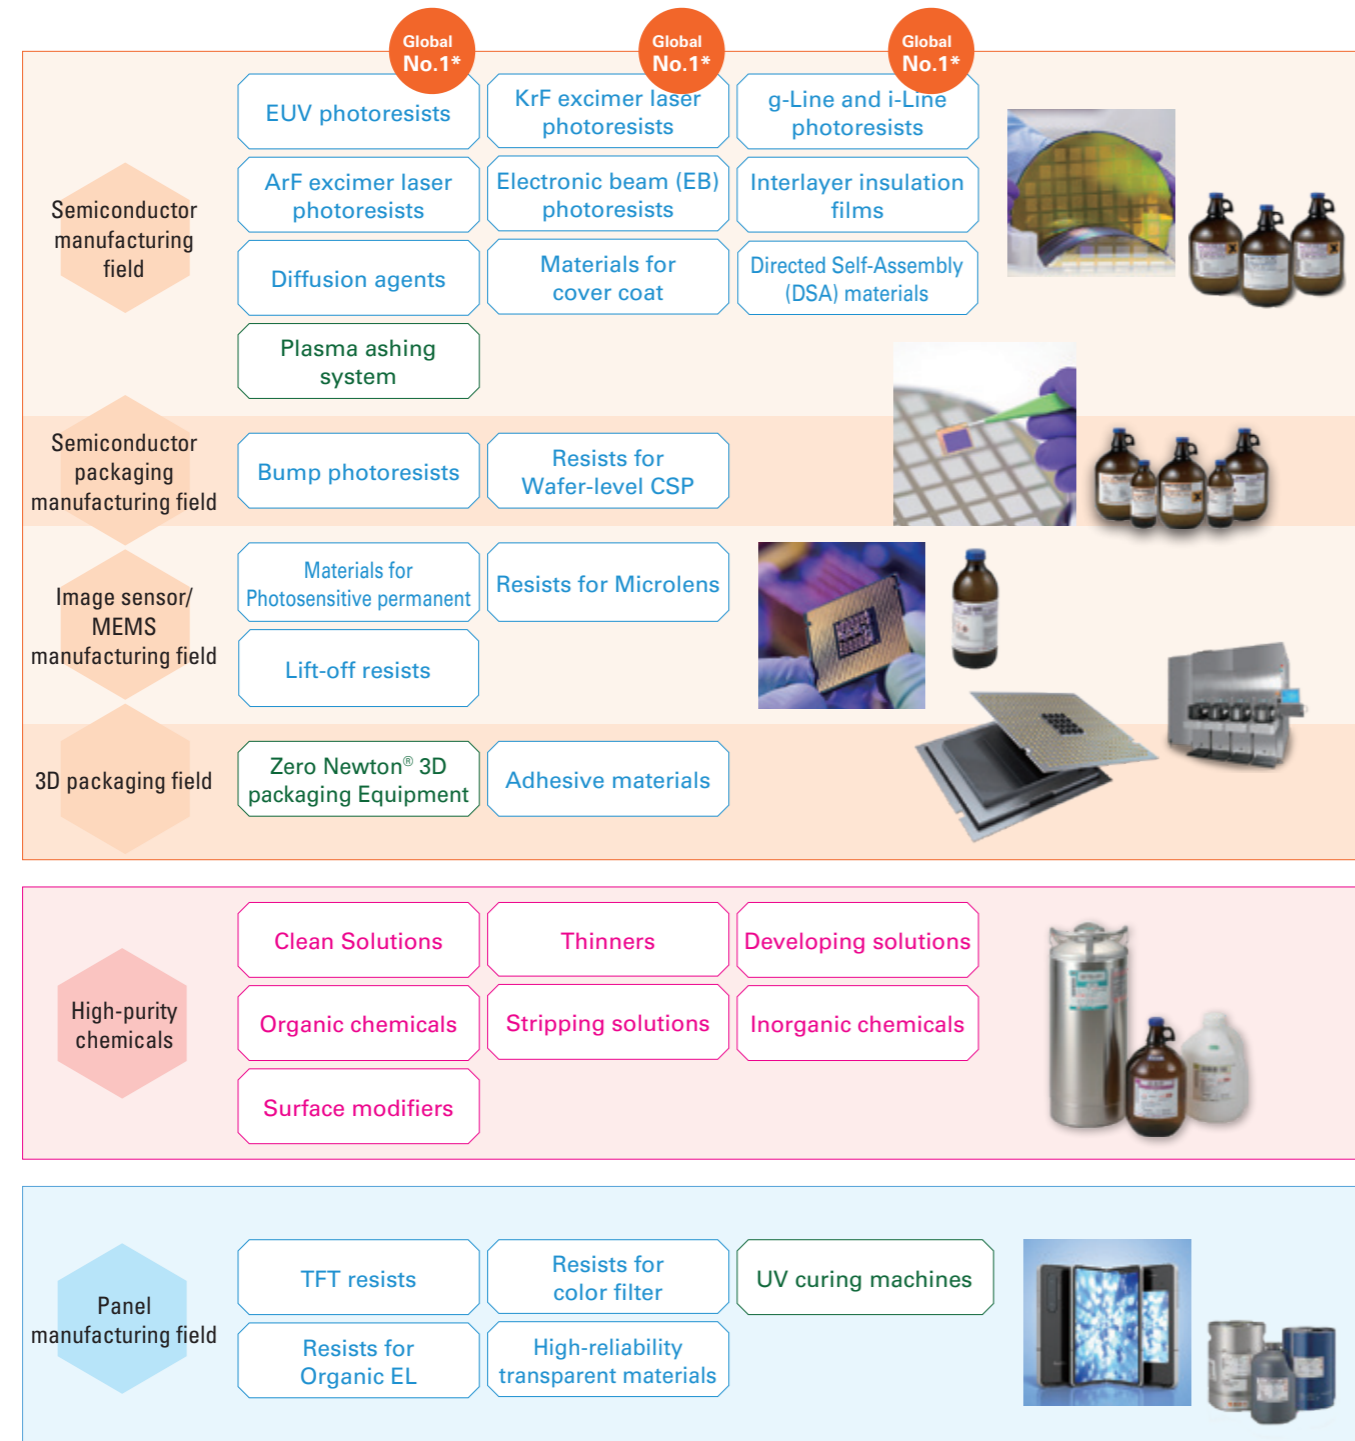 Global
No.1*
Global
No.1*
Global
No.1*
Semiconductor
manufacturing
field
EUV photoresists
KrF excimer laser
photoresists
g-Line and i-Line
photoresists
ArF excimer laser
photoresists
Electronic beam (EB)
photoresists
Interlayer insulation
films
Diffusion agents
Materials for
cover coat
Directed Self-Assembly
(DSA) materials
Plasma ashing
system
Semiconductor
packaging
manufacturing field
Bump photoresists
Resists for
Wafer-level CSP
Image sensor/
MEMS
manufacturing field
Materials for
Photosensitive permanent
Resists for Microlens
Lift-off resists
3D packaging field
Zero Newton® 3D
packaging Equipment
Adhesive materials
High-purity
chemicals
Clean Solutions
Thinners
Developing solutions
Organic chemicals
Stripping solutions
Inorganic chemicals
Surface modifiers
Panel
manufacturing field
TFT resists
Resists for
color filter
UV curing machines
Resists for
Organic EL
High-reliability
transparent materials